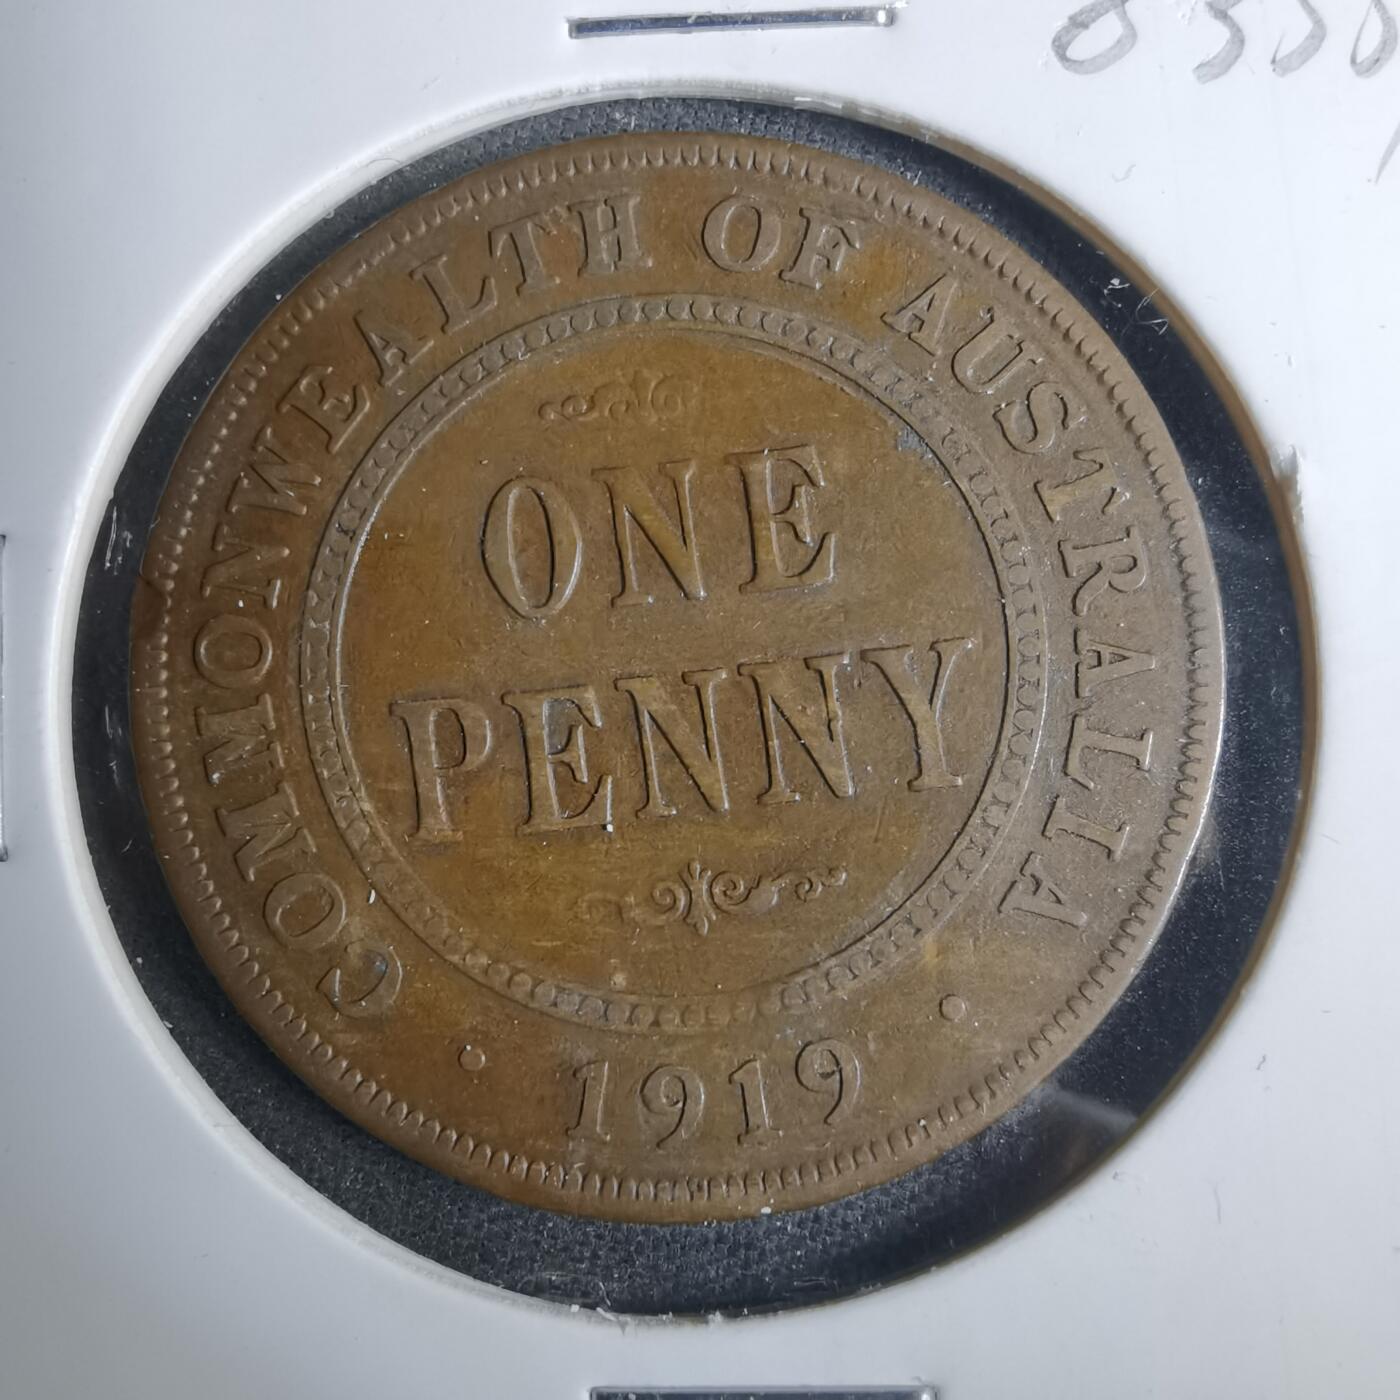 COMMONWEALTH OF AUSTRALIA
ONE
PENNY
1919